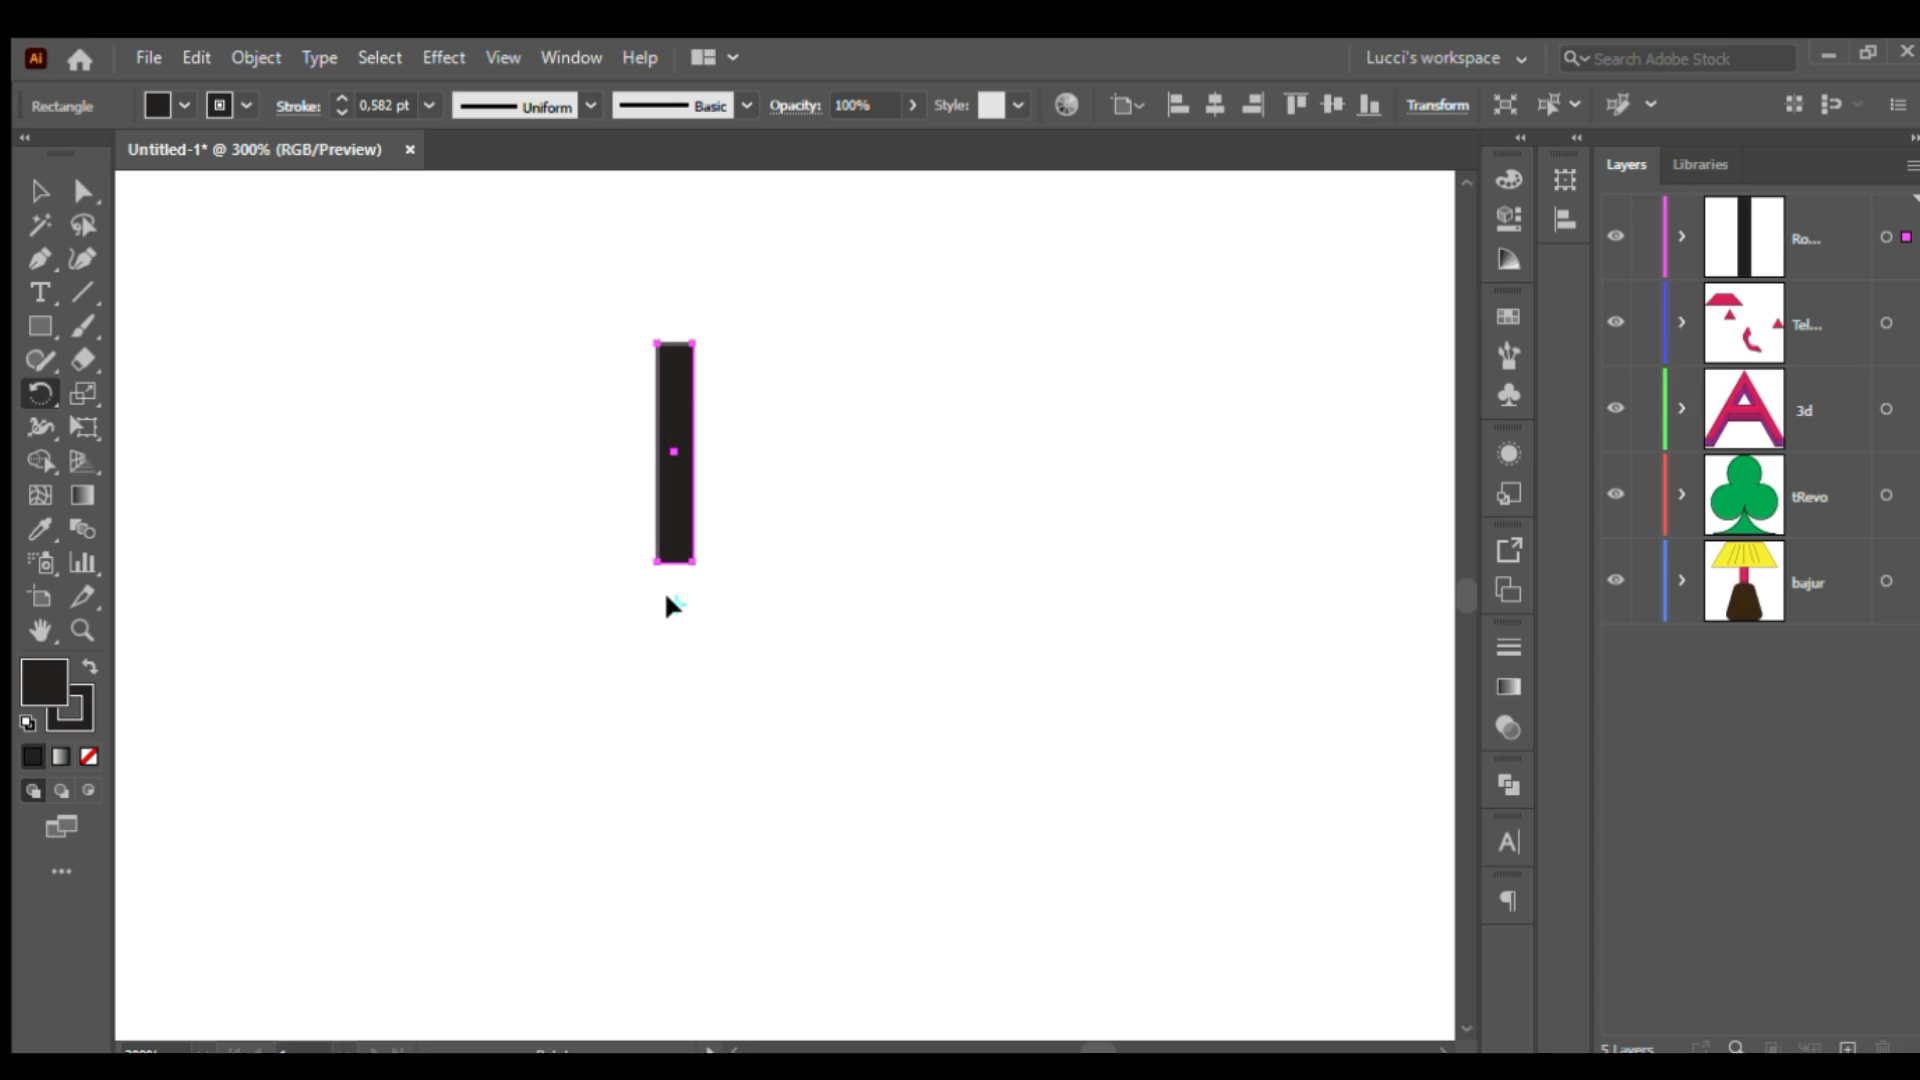 Ai File Edit Object Type Select Effect View Window Help Lucci's workspace Search Adobe Stock
Rectangle Stroke: 0,582 pt Uniform Basic Opacity: 100% Style: Transform
Untitled-1* @ 300% (RGB/Preview) ×
Layers Libraries
Ro...
Tel...
3d
tRevo
bajur
5 Layers